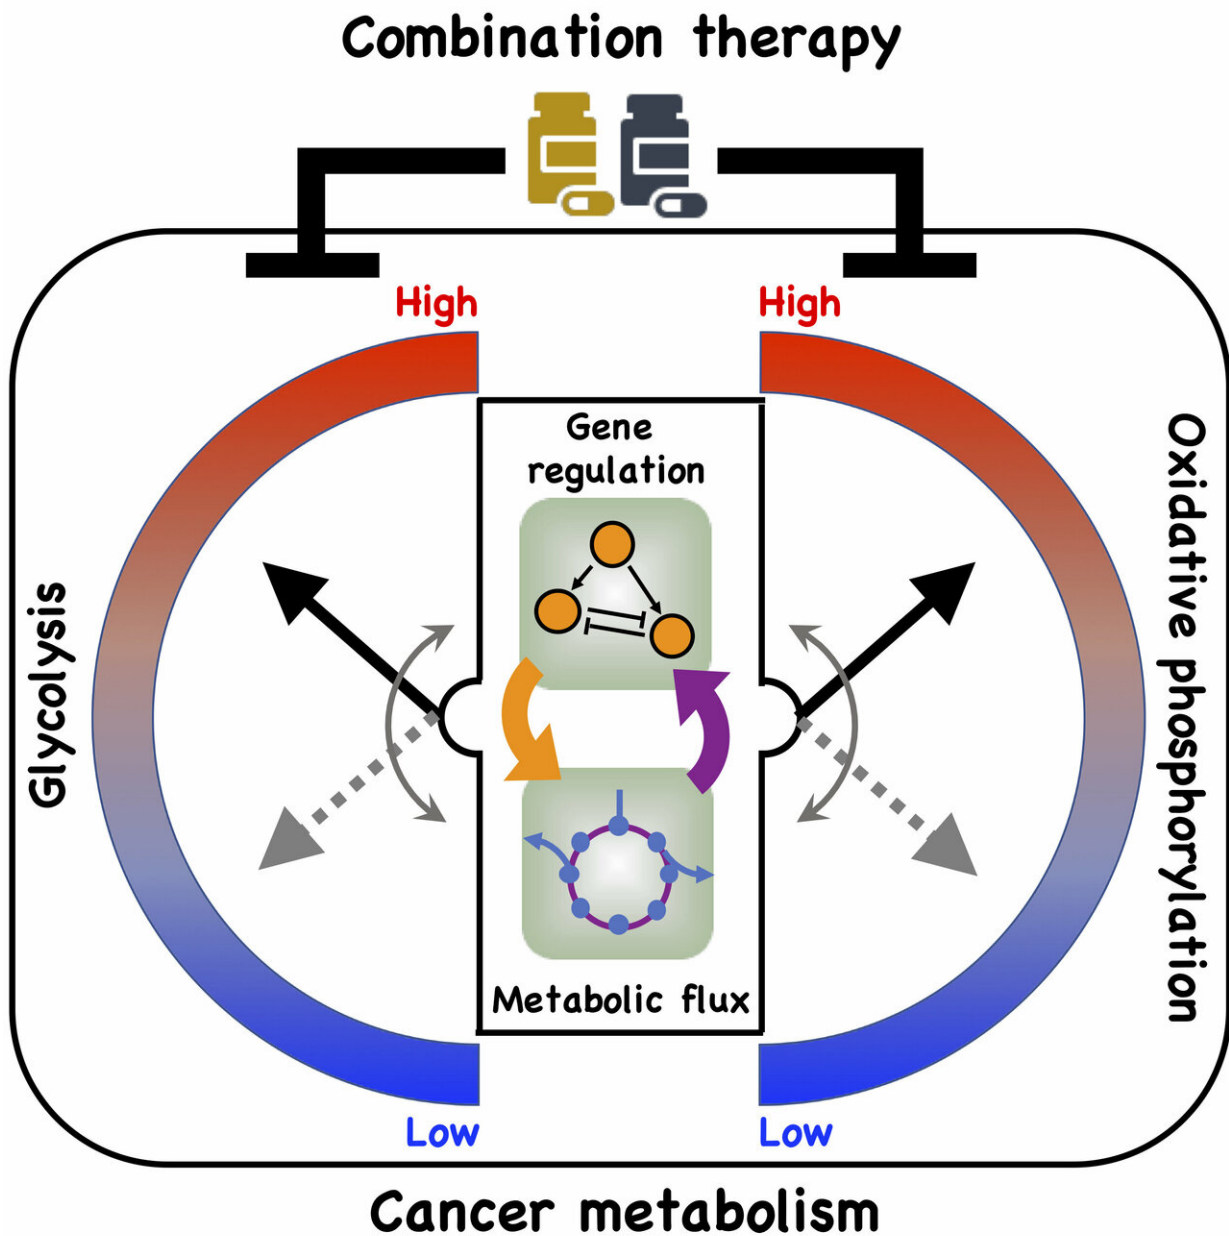 Combination therapy
High
High
Gene
regulation
Glycolysis
Oxidative phosphorylation
Metabolic flux
Low
Low
Cancer metabolism